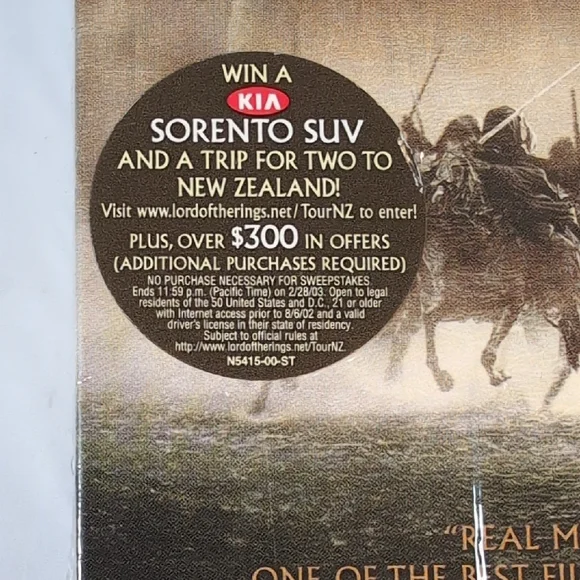 WIN A
KIA
SORENTO SUV
AND A TRIP FOR TWO TO
NEW ZEALAND!
Visit www.lordoftherings.net/TourNZ to enter!
PLUS, OVER $300 IN OFFERS
(ADDITIONAL PURCHASES REQUIRED)
NO PURCHASE NECESSARY FOR SWEEPSTAKES.
Ends 11:59 p.m. (Pacific Time) on 2/28/03. Open to legal
residents of the 50 United States and D.C., 21 or older
with Internet access prior to 8/6/02 and a valid
driver's license in their state of residency.
Subject to official rules at
http://www.lordoftherings.net/TourNZ.
N5415-00-ST
"REAL M
ONE OF THE BEST FI